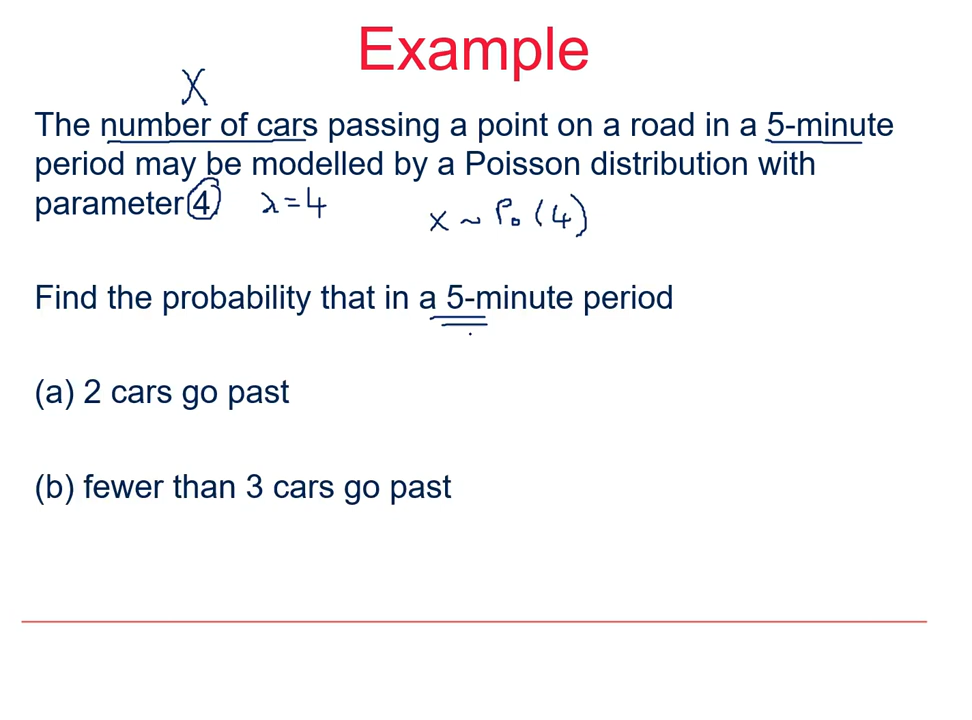 Example
X
The number of cars passing a point on a road in a 5-minute
period may be modelled by a Poisson distribution with
parameter 4. λ=4 X ~ Po (4)
Find the probability that in a 5-minute period
(a) 2 cars go past
(b) fewer than 3 cars go past